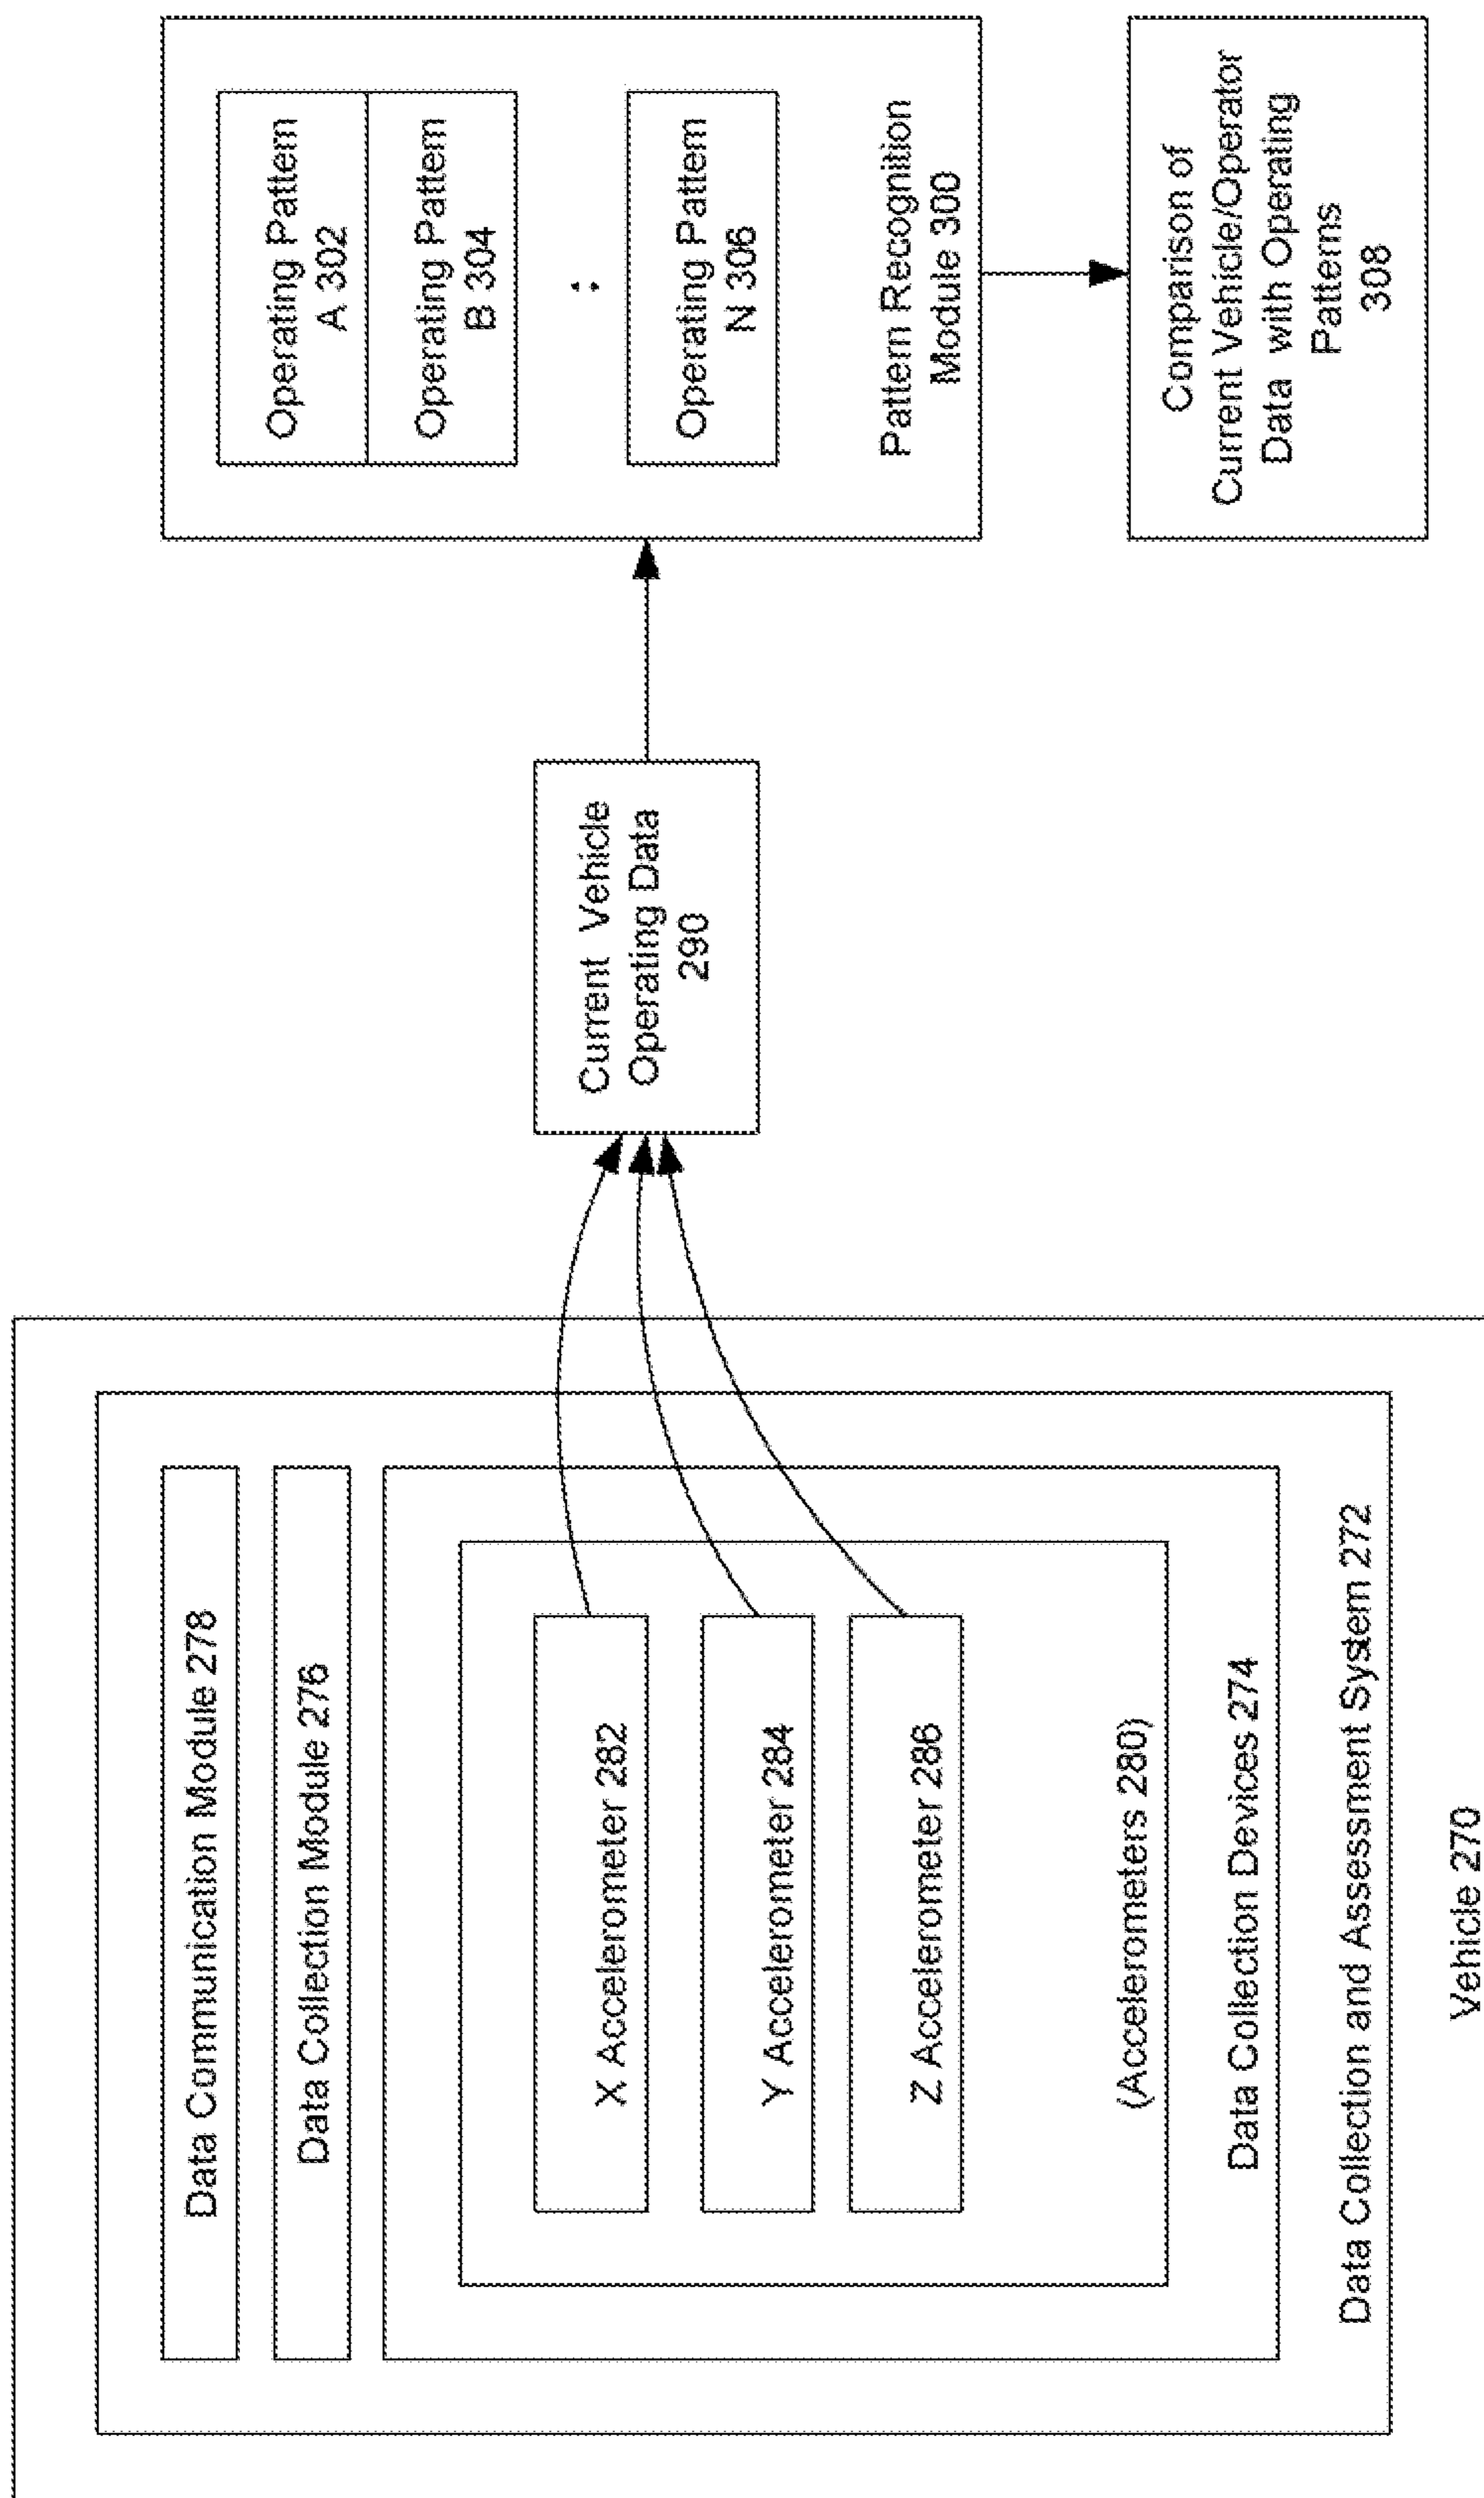 Data Communication Module 278
Data Collection Module 276
X Accelerometer 282
Y Accelerometer 284
Z Accelerometer 286
(Accelerometers 280)
Data Collection Devices 274
Data Collection and Assessment System 272
Vehicle 270
Current Vehicle
Operating Data
290
Operating Pattern
A 302
Operating Pattern
B 304
:
Operating Pattern
N 306
Pattern Recognition
Module 300
Comparison of
Current Vehicle/Operator
Data with Operating
Patterns
308